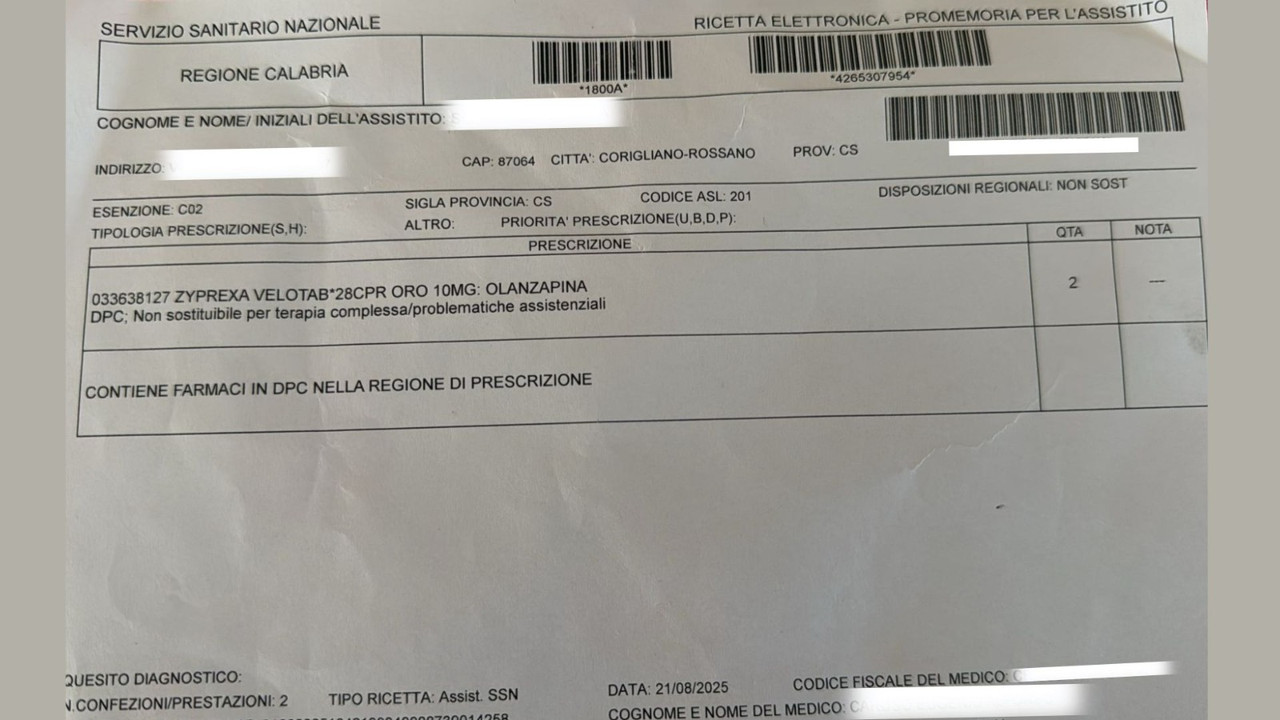 SERVIZIO SANITARIO NAZIONALE
RICETTA ELETTRONICA - PROMEMORIA PER L'ASSISTITO
REGIONE CALABRIA
*1800A*
*4265307954*
COGNOME E NOME/ INIZIALI DELL'ASSISTITO:
INDIRIZZO: CAP: 87064 CITTA': CORIGLIANO-ROSSANO PROV: CS
ESENZIONE: C02 SIGLA PROVINCIA: CS CODICE ASL: 201 DISPOSIZIONI REGIONALI: NON SOST
TIPOLOGIA PRESCRIZIONE(S,H): ALTRO: PRIORITA' PRESCRIZIONE(U,B,D,P):
PRESCRIZIONE QTA NOTA
033638127 ZYPREXA VELOTAB*28CPR ORO 10MG: OLANZAPINA 2 ---
DPC; Non sostituibile per terapia complessa/problematiche assistenziali
CONTIENE FARMACI IN DPC NELLA REGIONE DI PRESCRIZIONE
QUESITO DIAGNOSTICO:
N.CONFEZIONI/PRESTAZIONI: 2 TIPO RICETTA: Assist. SSN DATA: 21/08/2025 CODICE FISCALE DEL MEDICO:
COGNOME E NOME DEL MEDICO: